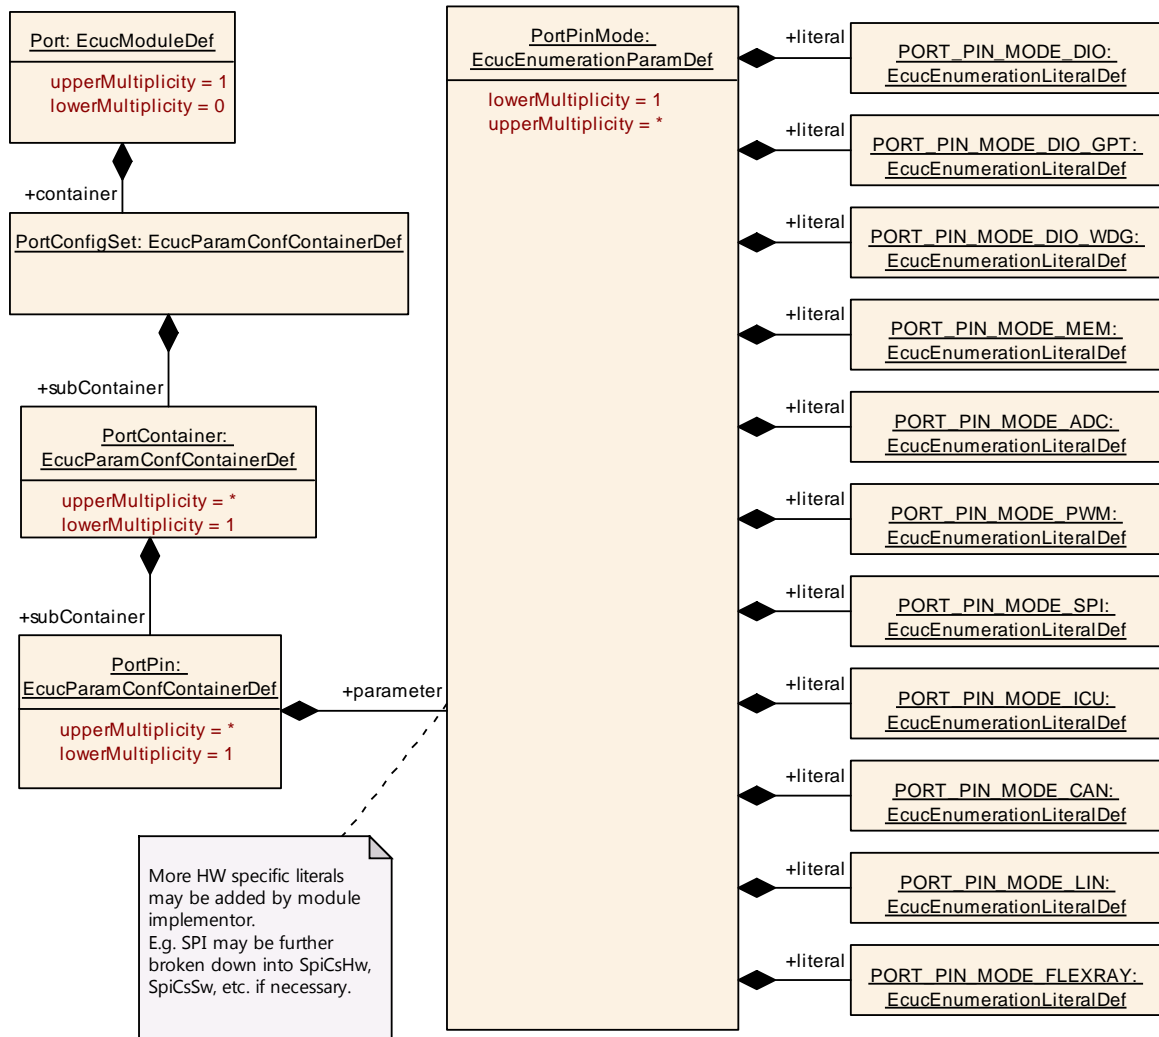 Port: EcucModuleDef
upperMultiplicity = 1
lowerMultiplicity = 0
+container
PortConfigSet: EcucParamConfContainerDef
+subContainer
PortContainer:
EcucParamConfContainerDef
upperMultiplicity = *
lowerMultiplicity = 1
+subContainer
PortPin:
EcucParamConfContainerDef
upperMultiplicity = *
lowerMultiplicity = 1
+parameter
More HW specific literals
may be added by module
implementor.
E.g. SPI may be further
broken down into SpiCsHw,
SpiCsSw, etc. if necessary.
PortPinMode:
EcucEnumerationParamDef
lowerMultiplicity = 1
upperMultiplicity = *
+literal
PORT_PIN_MODE_DIO:
EcucEnumerationLiteralDef
+literal
PORT_PIN_MODE_DIO_GPT:
EcucEnumerationLiteralDef
+literal
PORT_PIN_MODE_DIO_WDG:
EcucEnumerationLiteralDef
+literal
PORT_PIN_MODE_MEM:
EcucEnumerationLiteralDef
+literal
PORT_PIN_MODE_ADC:
EcucEnumerationLiteralDef
+literal
PORT_PIN_MODE_PWM:
EcucEnumerationLiteralDef
+literal
PORT_PIN_MODE_SPI:
EcucEnumerationLiteralDef
+literal
PORT_PIN_MODE_ICU:
EcucEnumerationLiteralDef
+literal
PORT_PIN_MODE_CAN:
EcucEnumerationLiteralDef
+literal
PORT_PIN_MODE_LIN:
EcucEnumerationLiteralDef
+literal
PORT_PIN_MODE_FLEXRAY:
EcucEnumerationLiteralDef